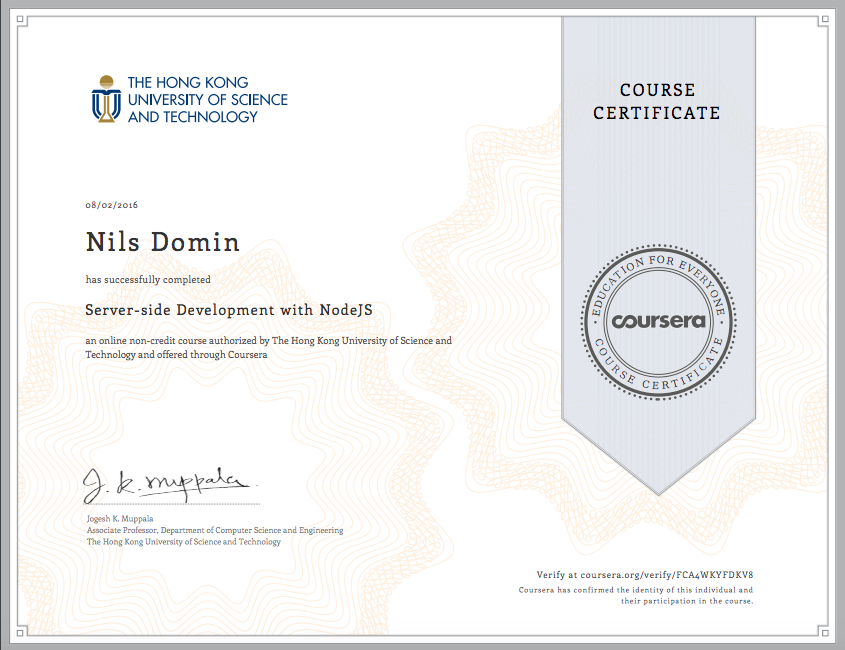 THE HONG KONG
UNIVERSITY OF SCIENCE
AND TECHNOLOGY
COURSE
CERTIFICATE
08/02/2016
Nils Domin
has successfully completed
Server-side Development with NodeJS
an online non-credit course authorized by The Hong Kong University of Science and
Technology and offered through Coursera
EDUCATION FOR EVERYONE
coursera
COURSE CERTIFICATE
J. K. Muppala
Jogesh K. Muppala
Associate Professor, Department of Computer Science and Engineering
The Hong Kong University of Science and Technology
Verify at coursera.org/verify/FCA4WKYFDKV8
Coursera has confirmed the identity of this individual and
their participation in the course.